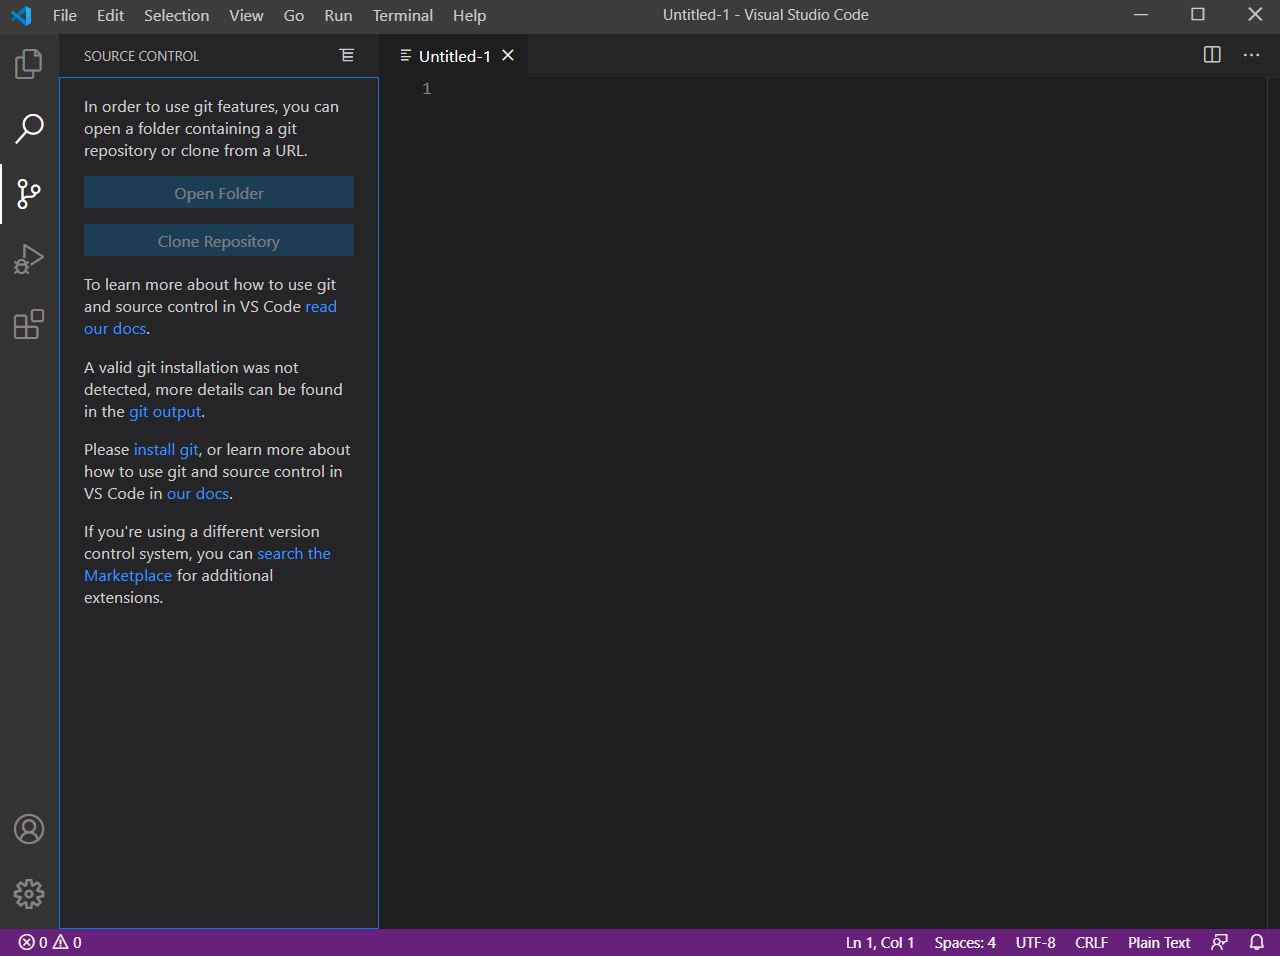 File Edit Selection View Go Run Terminal Help Untitled-1 - Visual Studio Code
SOURCE CONTROL
Untitled-1
1
In order to use git features, you can
open a folder containing a git
repository or clone from a URL.
Open Folder
Clone Repository
To learn more about how to use git
and source control in VS Code read
our docs.
A valid git installation was not
detected, more details can be found
in the git output.
Please install git, or learn more about
how to use git and source control in
VS Code in our docs.
If you're using a different version
control system, you can search the
Marketplace for additional
extensions.
0 0 Ln 1, Col 1 Spaces: 4 UTF-8 CRLF Plain Text